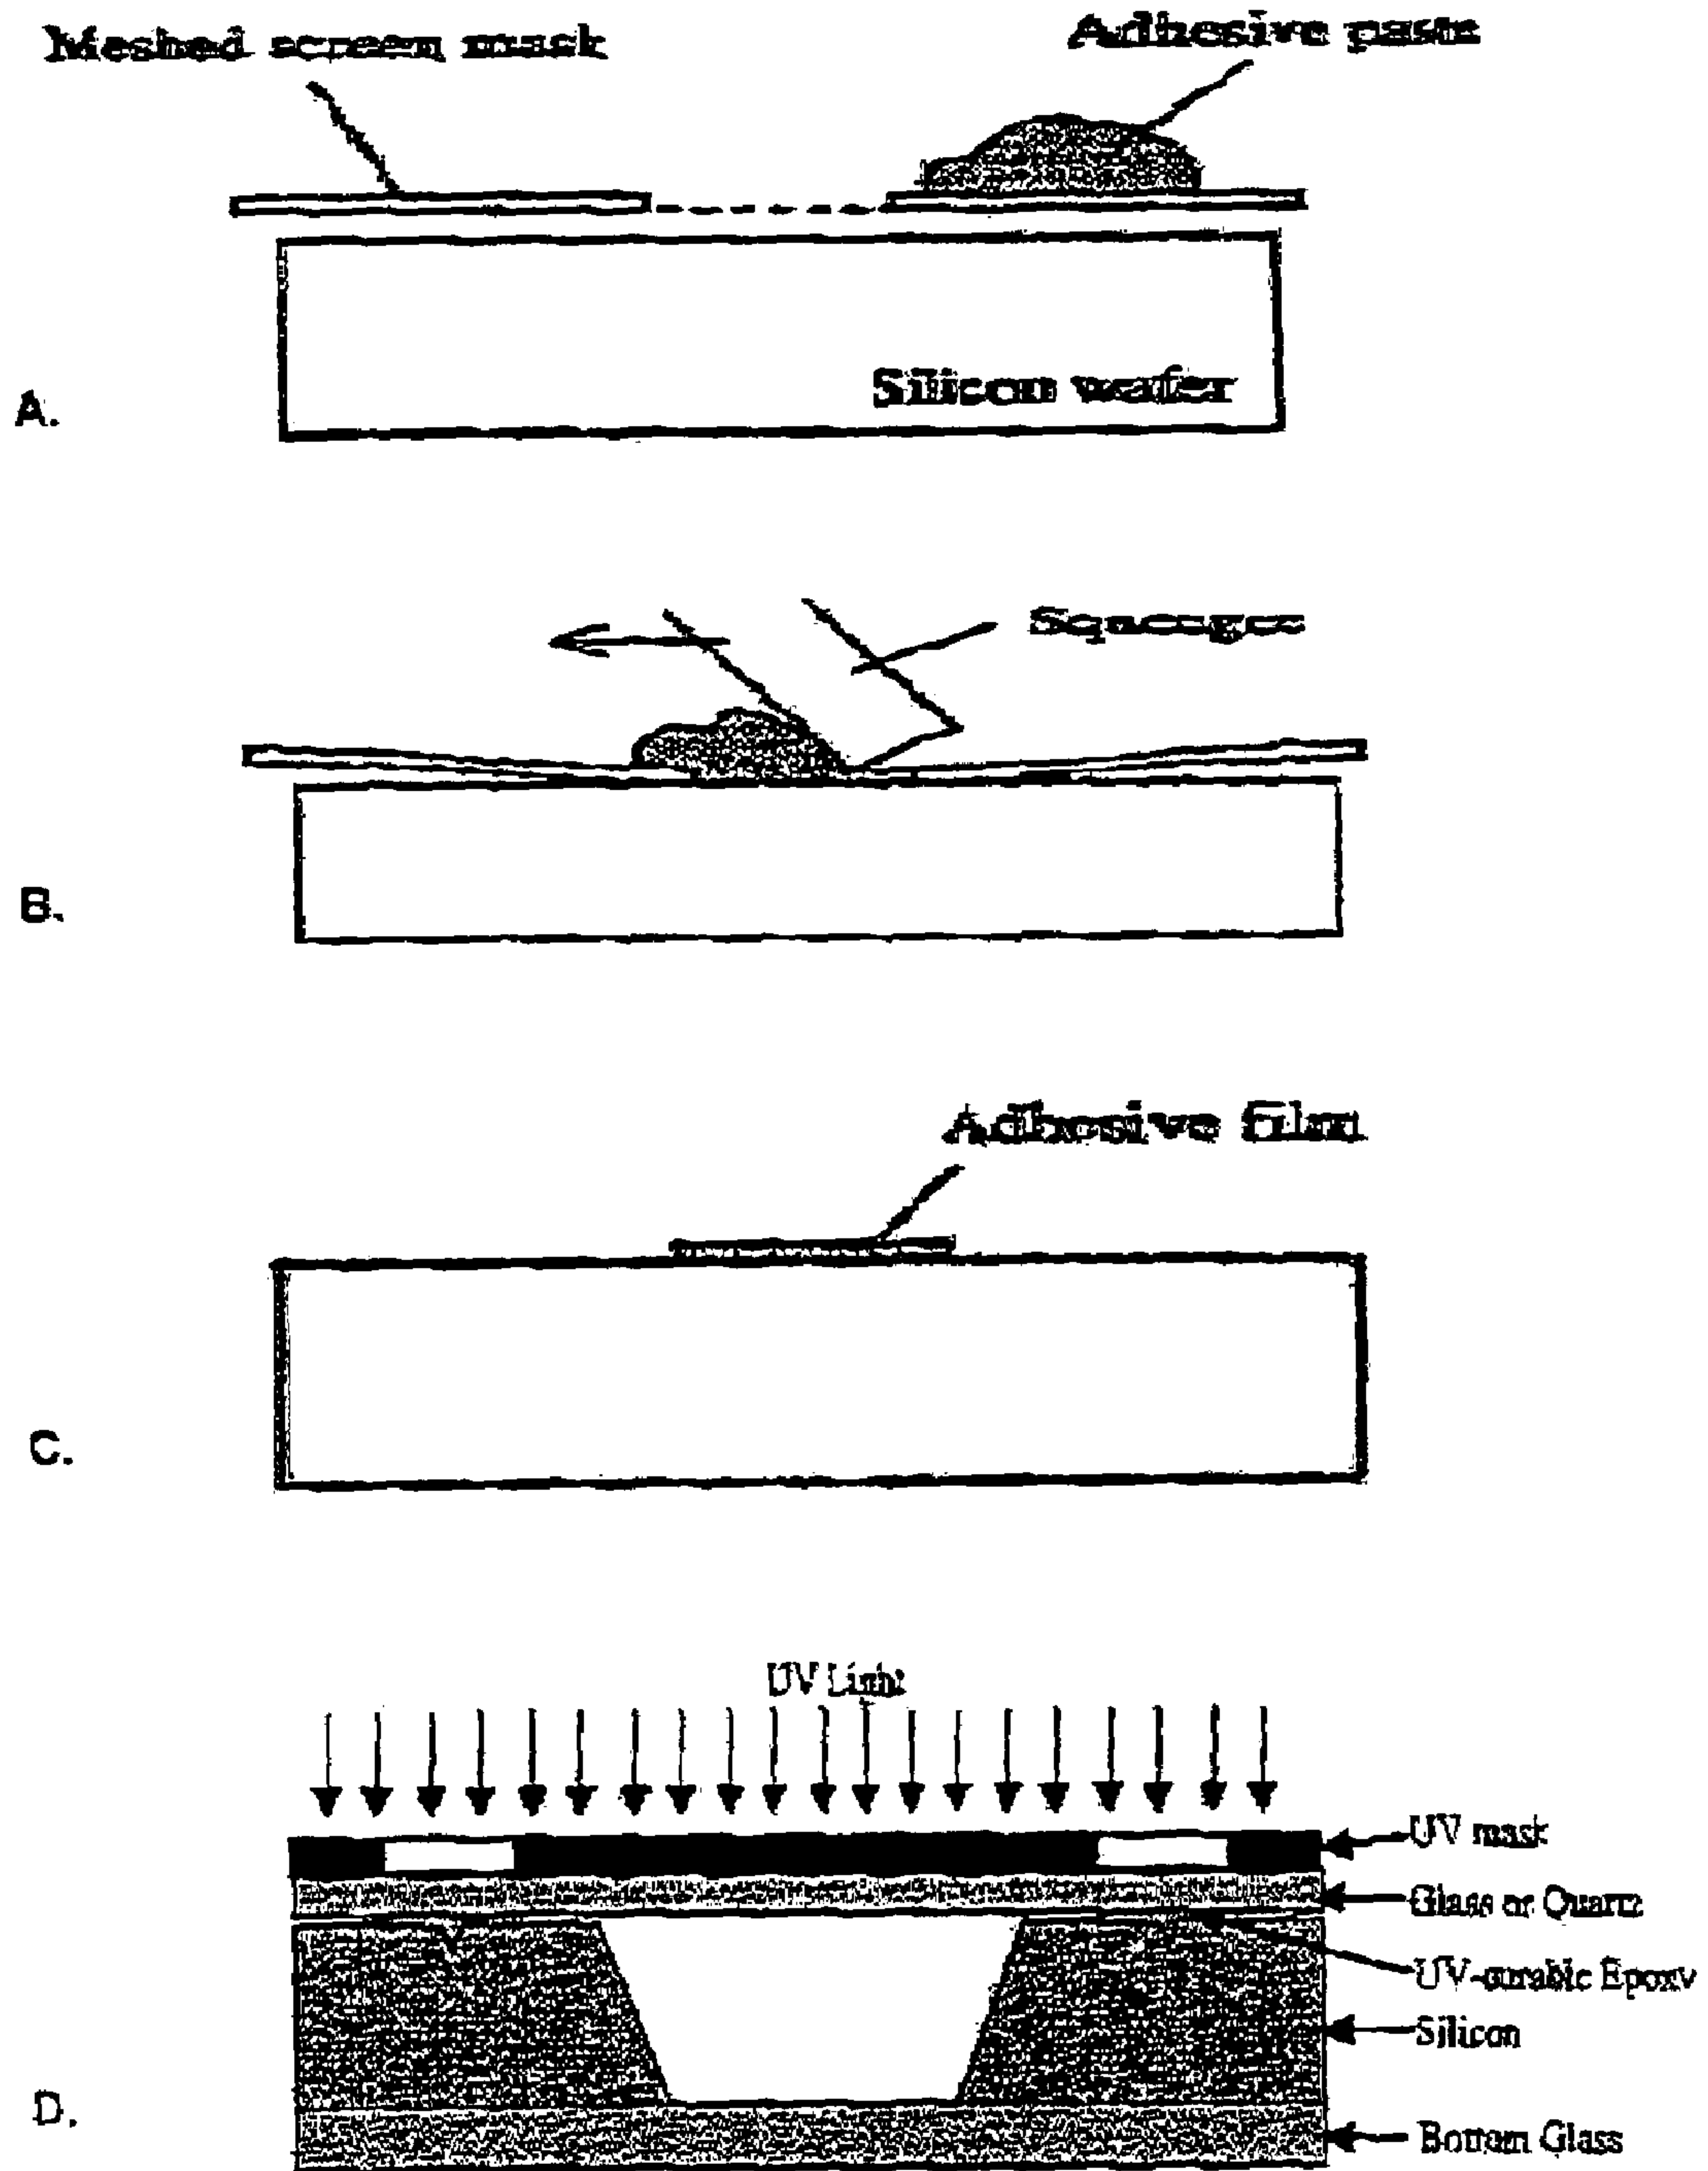 Meshed screen mask
Adhesive paste
Silicon wafer
A.
Squeegee
B.
Adhesive film
C.
UV Light
UV mask
Glass or Quartz
UV-curable Epoxy
Silicon
D.
Bottom Glass